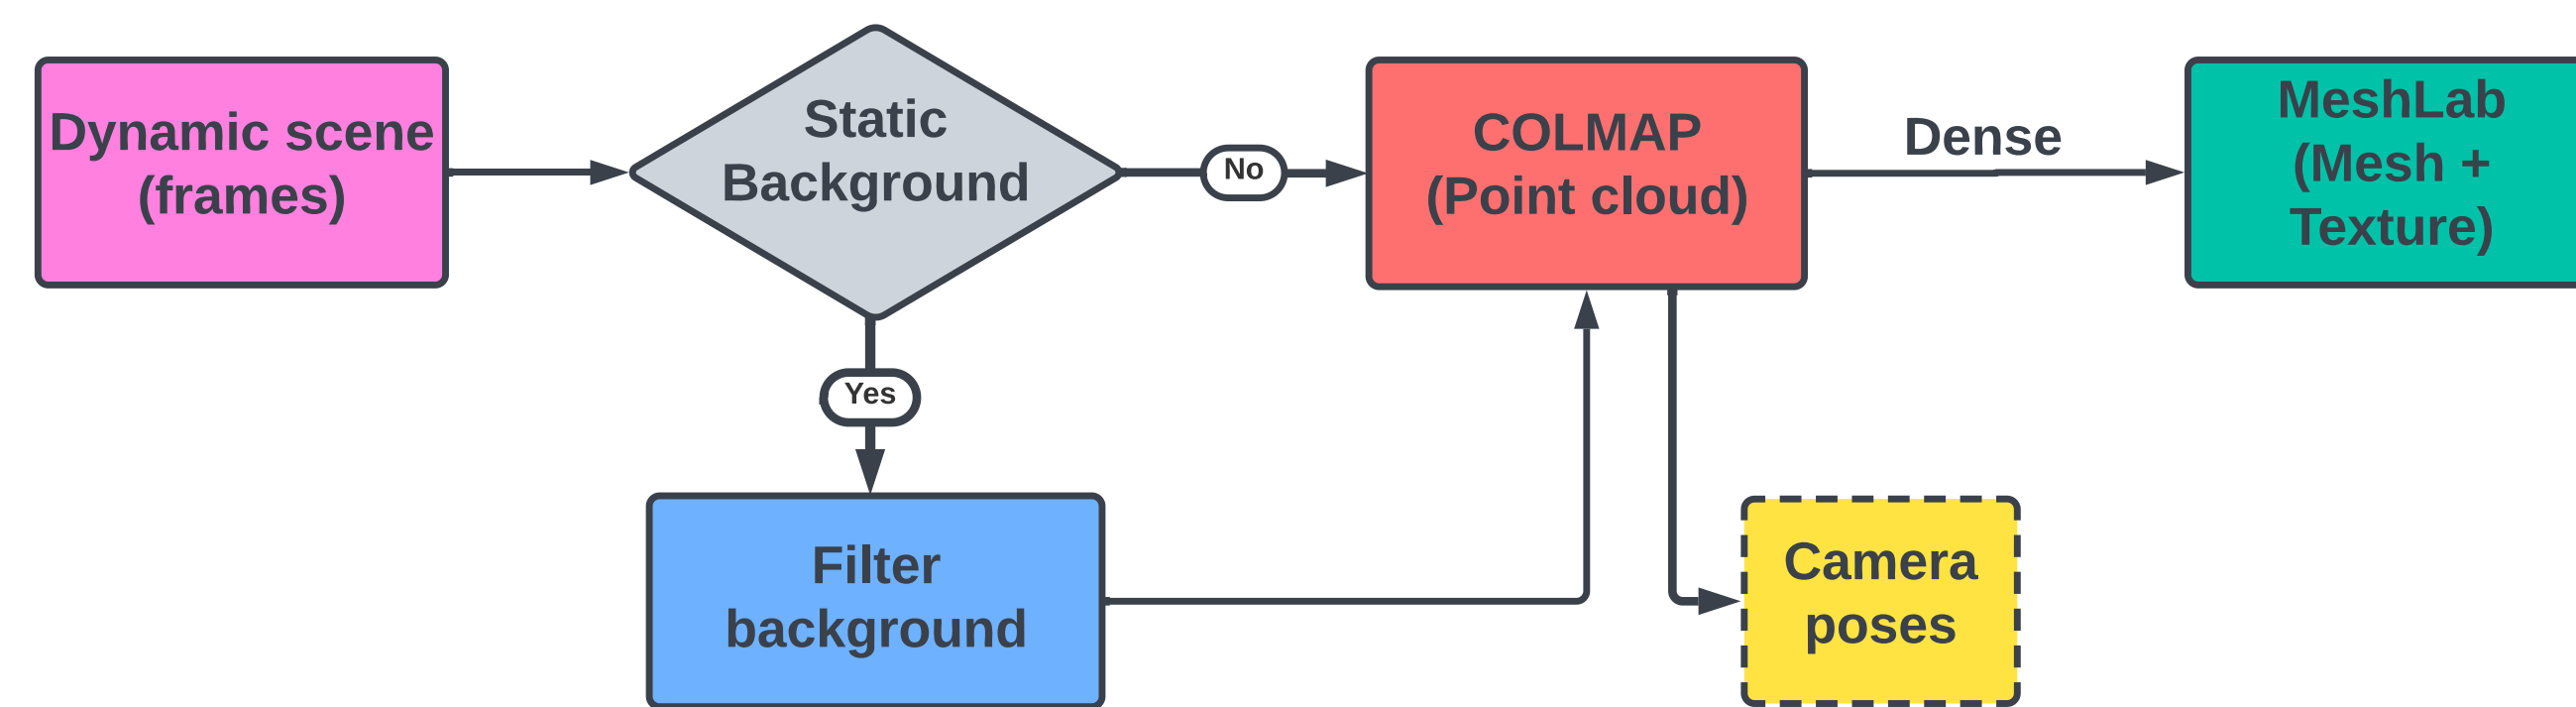 Dynamic scene
(frames)
Static
Background
No
COLMAP
(Point cloud)
Dense
MeshLab
(Mesh +
Texture)
Yes
Filter
background
Camera
poses